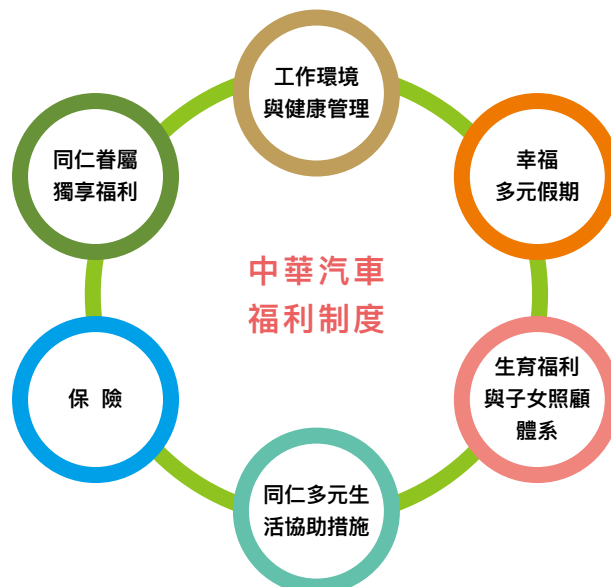 工作環境
與健康管理
幸福
多元假期
生育福利
與子女照顧
體系
同仁多元生
活協助措施
保 險
同仁眷屬
獨享福利
中華汽車
福利制度